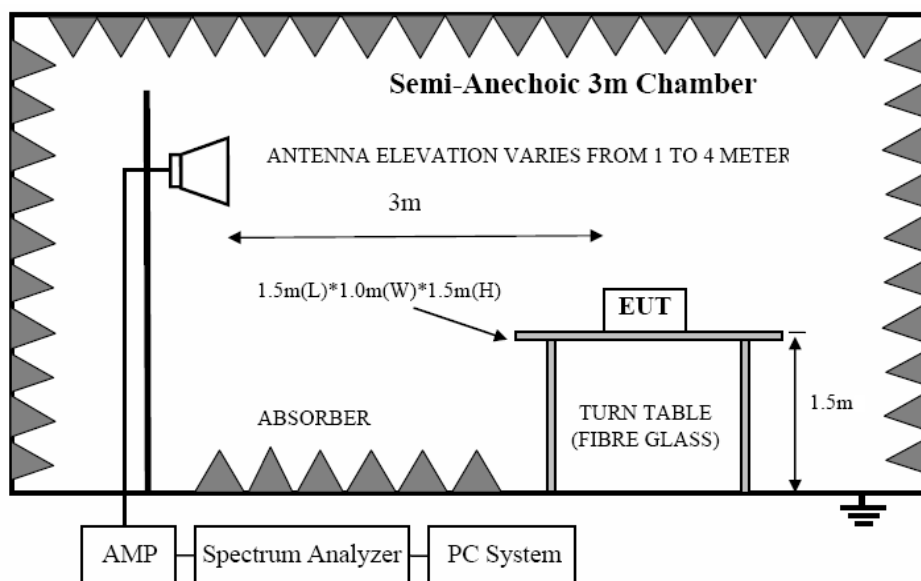 Semi-Anechoic 3m Chamber
ANTENNA ELEVATION VARIES FROM 1 TO 4 METER
3m
1.5m(L)*1.0m(W)*1.5m(H)
EUT
1.5m
ABSORBER
TURN TABLE
(FIBRE GLASS)
AMP
Spectrum Analyzer
PC System